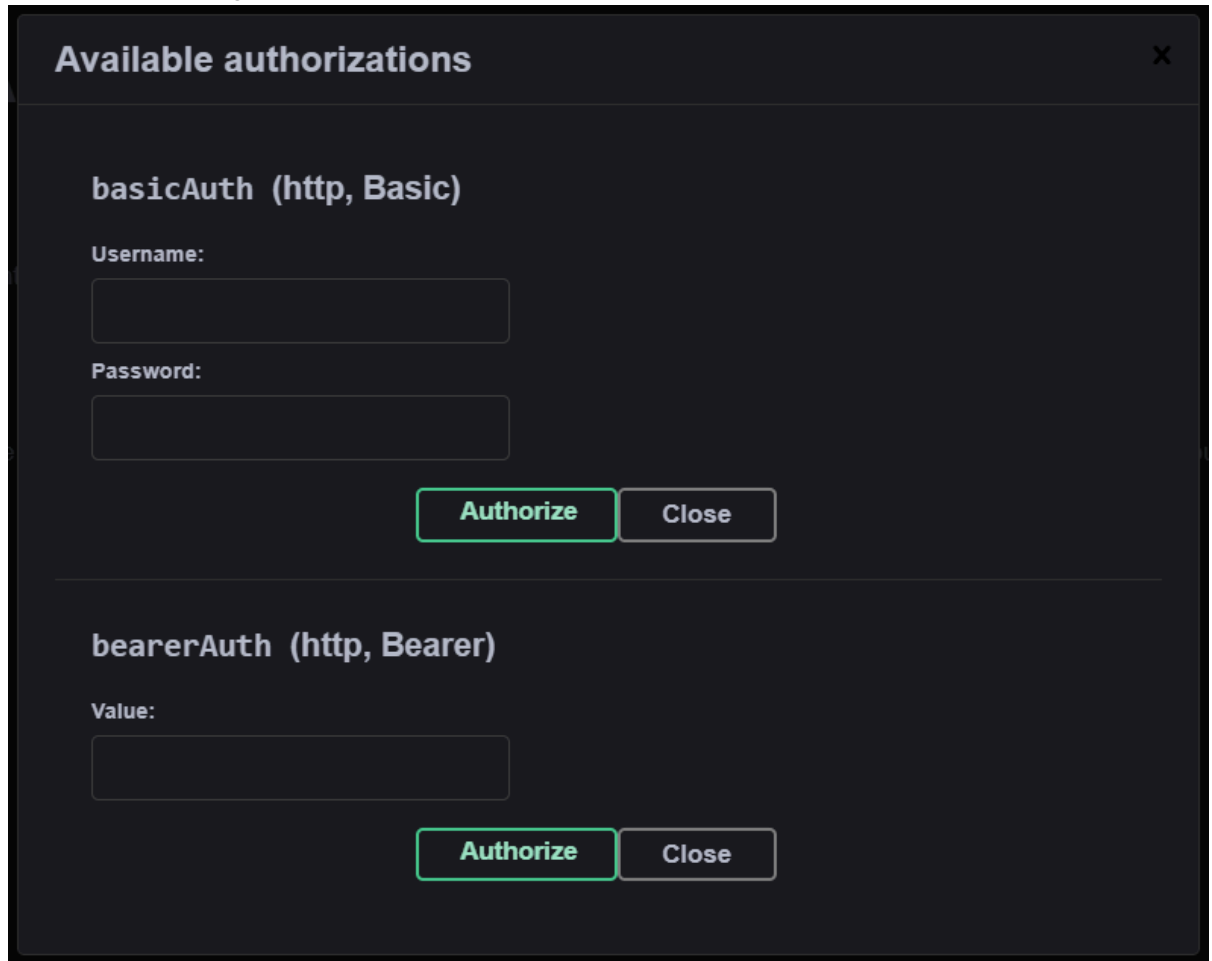 Available authorizations
basicAuth (http, Basic)
Username:
Password:
Authorize Close
bearerAuth (http, Bearer)
Value:
Authorize Close